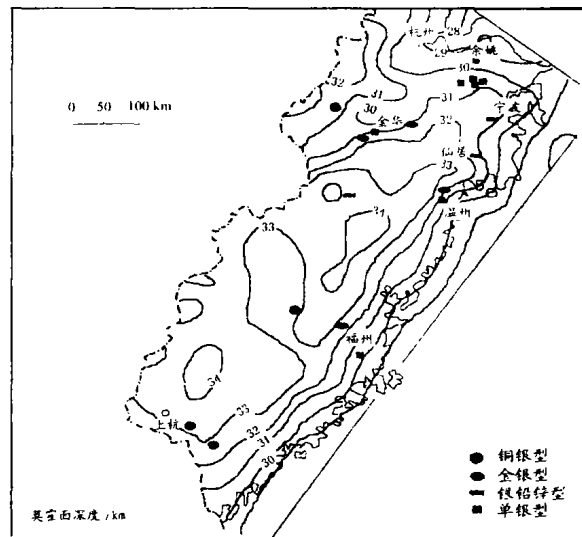 杭州
28
余姚
29
30
32
31
30
31
金华
32
宁波
仙居
33
0 50 100 km
34
温州
33
福州
34
上杭
33
32
31
30
铜银型
金银型
铁铅锌型
单银型
莫霍面深度/km